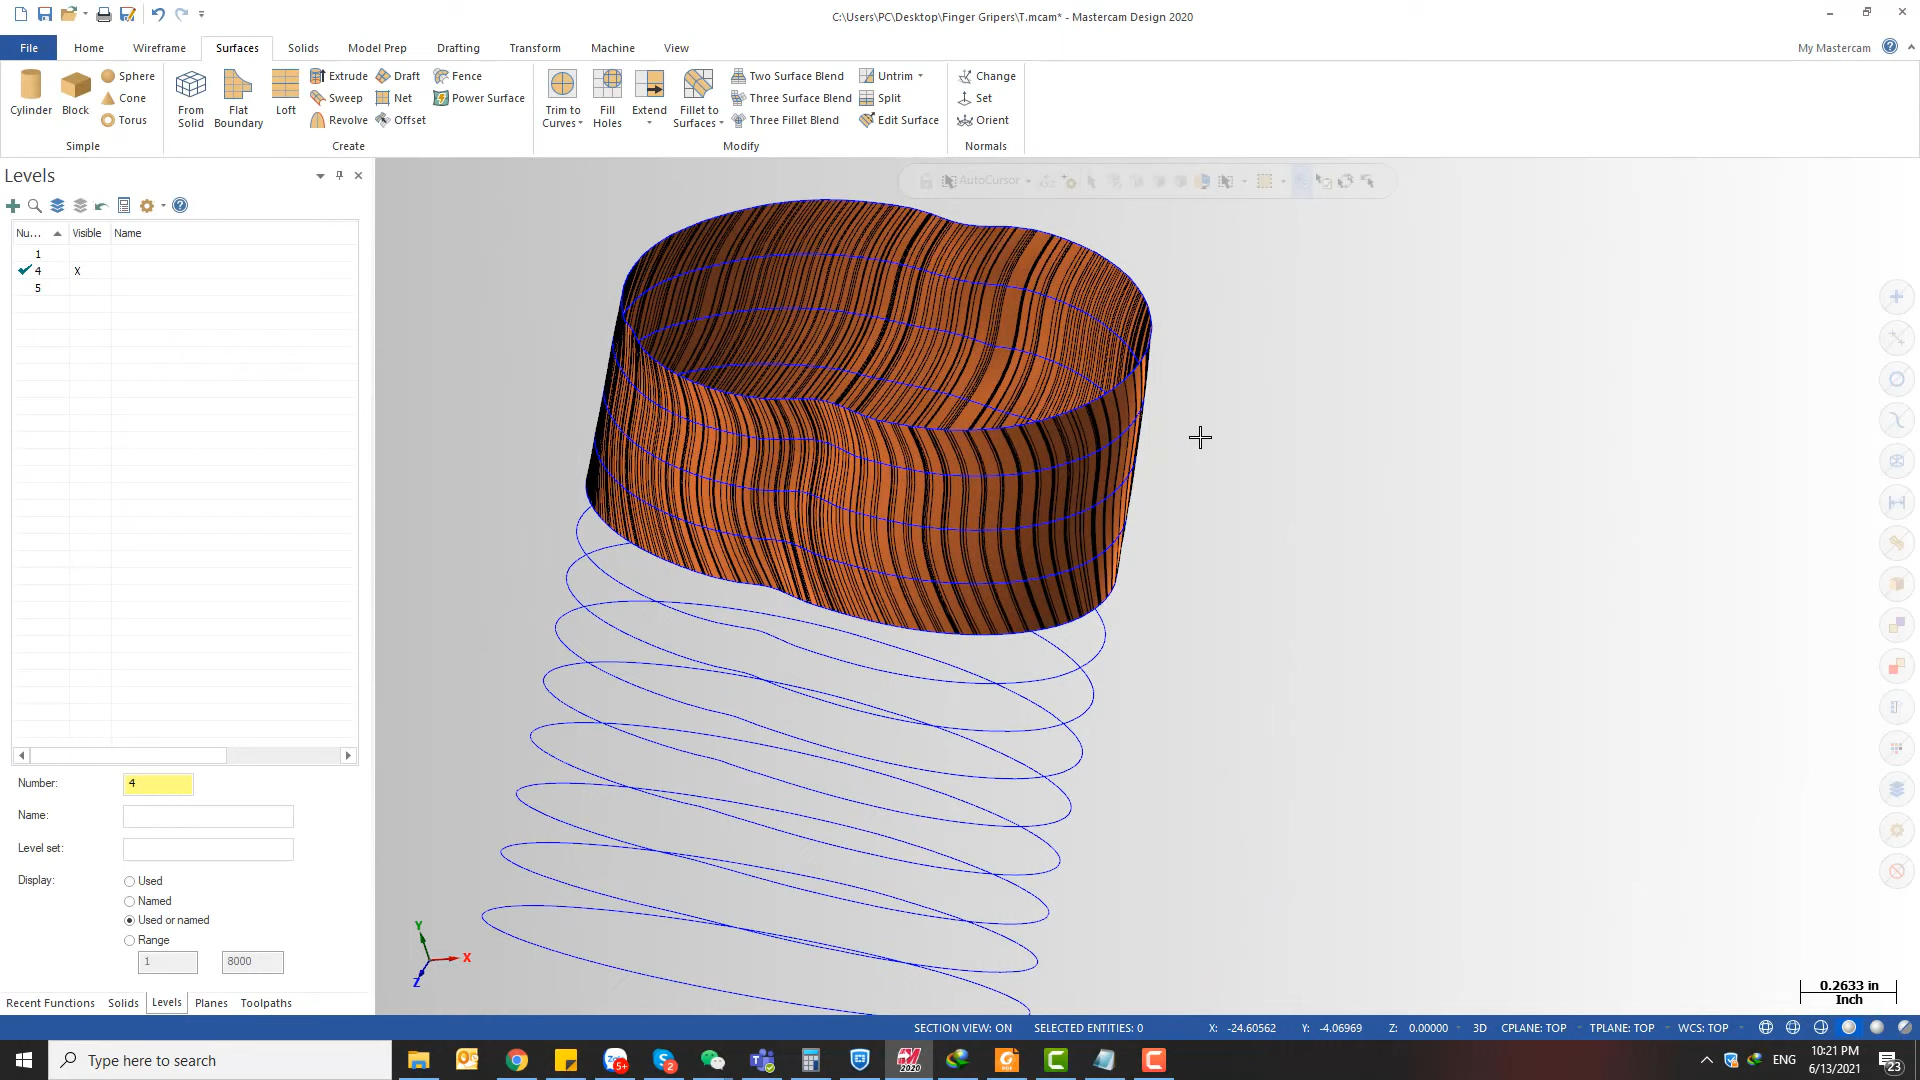 C:\Users\PC\Desktop\Finger Gripers\T.mcam* - Mastercam Design 2020
File Home Wireframe Surfaces Solids Model Prep Drafting Transform Machine View My Mastercam
Cylinder Block Sphere Cone Torus
Simple
From Solid Flat Boundary Loft Extrude Sweep Revolve Draft Net Offset Fence Power Surface
Create
Trim to Curves Fill Holes Extend Fillet to Surfaces Two Surface Blend Three Surface Blend Three Fillet Blend Untrim Split Edit Surface
Modify
Change Set Orient
Normals
Levels
AutoCursor
Nu... Visible Name
1
4 X
5
Number: 4
Name:
Level set:
Display: Used
Named
Used or named
Range
1 8000
Y
X
Z
0.2633 in
Inch
Recent Functions Solids Levels Planes Toolpaths
SECTION VIEW: ON SELECTED ENTITIES: 0 X: -24.60562 Y: -4.06969 Z: 0.00000 3D CPLANE: TOP TPLANE: TOP WCS: TOP
Type here to search
5+
2
2020
PDF
ENG
10:21 PM
6/13/2021
23